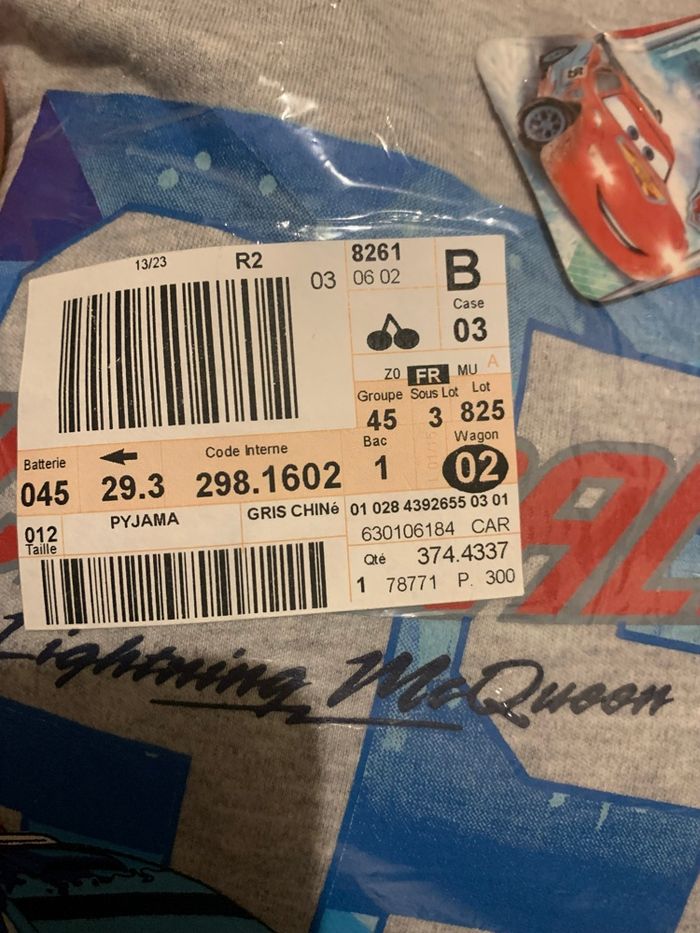 13/23 R2
03
8261
06 02
B
Case
03
Z0 FR MU A
Groupe Sous Lot Lot
45 3 825
Bac Wagon
1 02
Batterie Code Interne
045 29.3 298.1602
012 PYJAMA GRIS CHINé
Taille
01 028 4392655 03 01
630106184 CAR
Qté 374.4337
1 78771 P. 300
Lightning McQueen